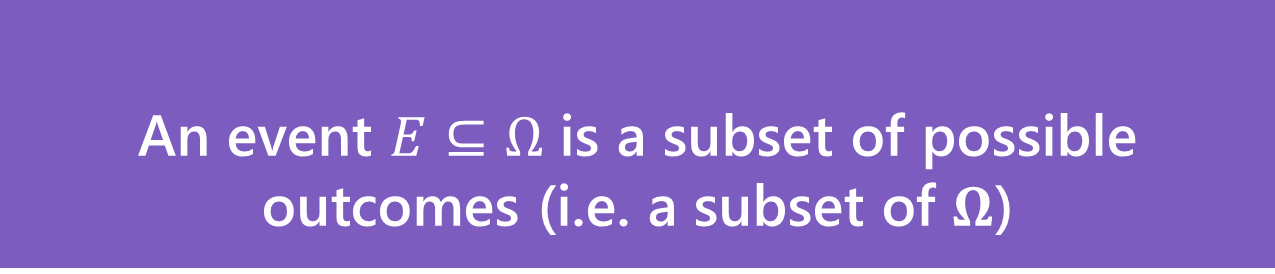 An event E ⊆ Ω is a subset of possible
outcomes (i.e. a subset of Ω)